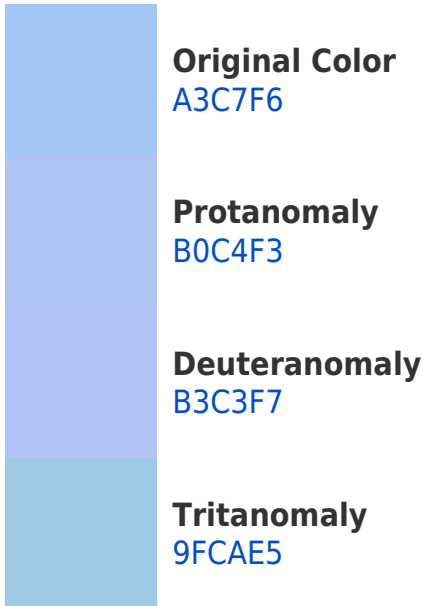 Original Color
A3C7F6
Protanomaly
B0C4F3
Deuteranomaly
B3C3F7
Tritanomaly
9FCAE5